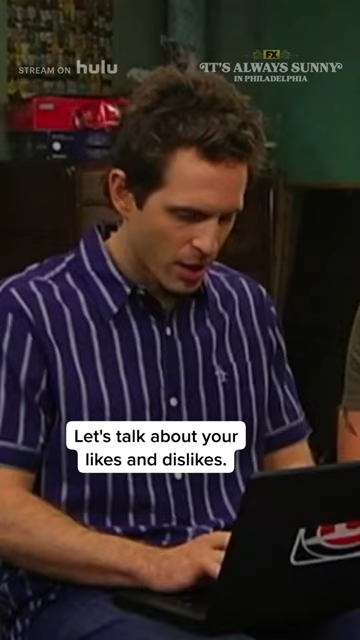 STREAM ON hulu
FX
IT'S ALWAYS SUNNY
IN PHILADELPHIA
Let's talk about your
likes and dislikes.